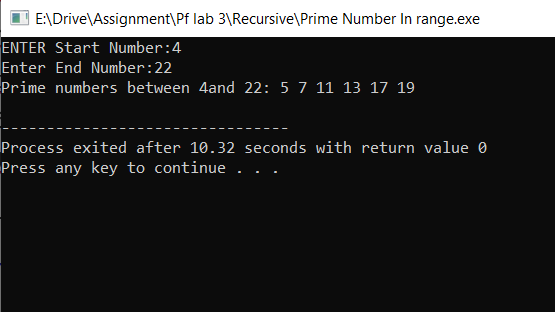 E:\Drive\Assignment\Pf lab 3\Recursive\Prime Number In range.exe
ENTER Start Number:4
Enter End Number:22
Prime numbers between 4and 22: 5 7 11 13 17 19
--------------------------------
Process exited after 10.32 seconds with return value 0
Press any key to continue . . .